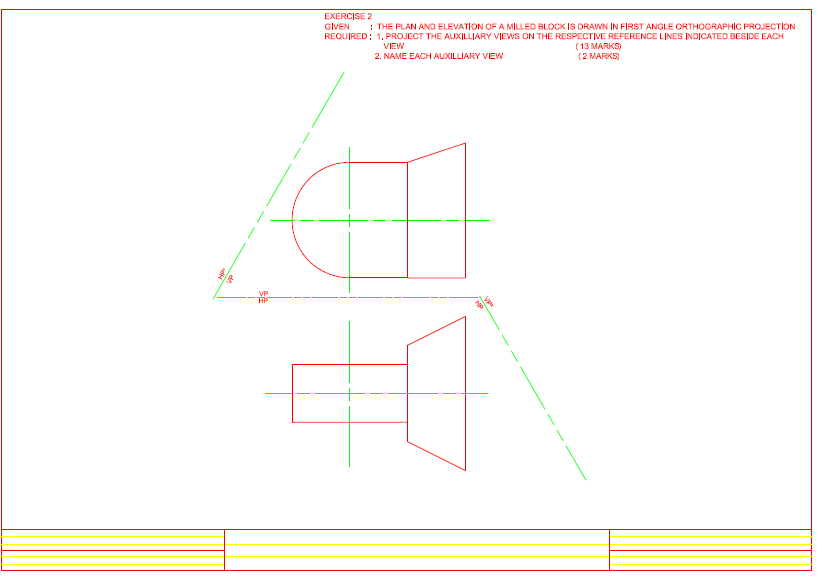 EXERCISE 2
GIVEN : THE PLAN AND ELEVATION OF A MILLED BLOCK IS DRAWN IN FIRST ANGLE ORTHOGRAPHIC PROJECTION
REQUIRED : 1. PROJECT THE AUXILLIARY VIEWS ON THE RESPECTIVE REFERENCE LINES INDICATED BESIDE EACH
VIEW ( 13 MARKS)
2. NAME EACH AUXILLIARY VIEW ( 2 MARKS)
HP'
VP
VP
HP
VP'
HP